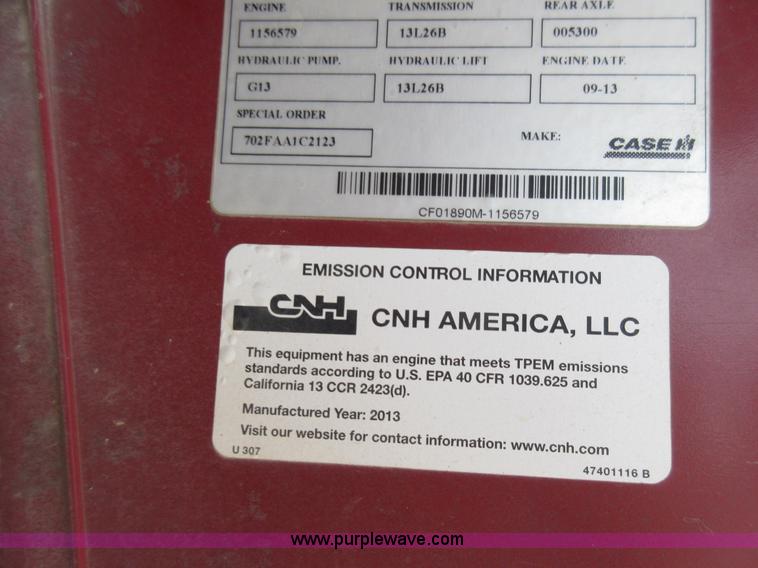 ENGINE TRANSMISSION REAR AXLE
1156579 13L26B 005300
HYDRAULIC PUMP. HYDRAULIC LIFT ENGINE DATE
G13 13L26B 09-13
SPECIAL ORDER
702FAA1C2123 MAKE: CASE IH
CF01890M-1156579
EMISSION CONTROL INFORMATION
CNH CNH AMERICA, LLC
This equipment has an engine that meets TPEM emissions
standards according to U.S. EPA 40 CFR 1039.625 and
California 13 CCR 2423(d).
Manufactured Year: 2013
Visit our website for contact information: www.cnh.com
U 307 47401116 B
www.purplewave.com